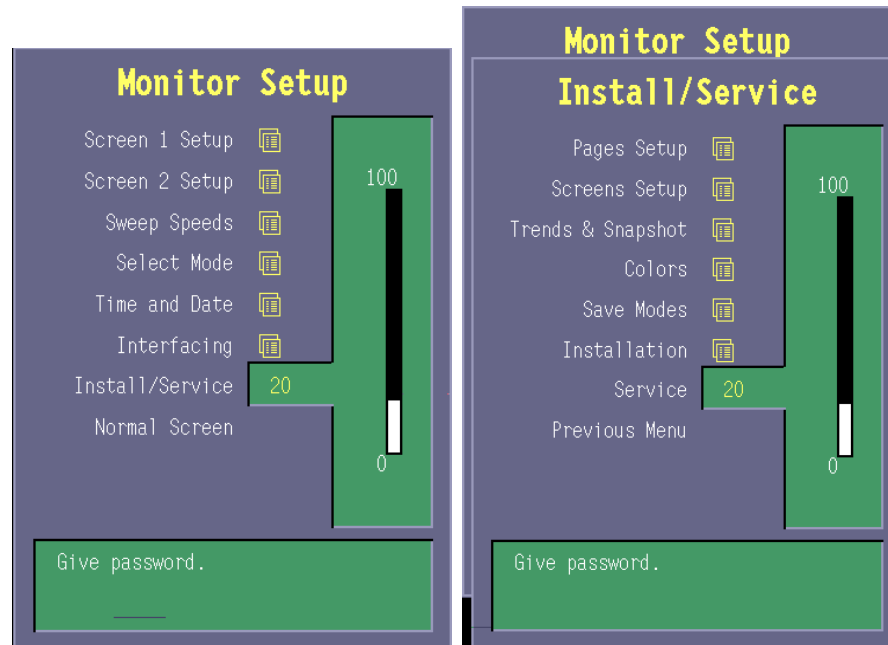 Monitor Setup
Screen 1 Setup
Screen 2 Setup
Sweep Speeds
Select Mode
Time and Date
Interfacing
Install/Service 20
Normal Screen
100
0
Give password.
Monitor Setup
Install/Service
Pages Setup
Screens Setup
Trends & Snapshot
Colors
Save Modes
Installation
Service 20
Previous Menu
100
0
Give password.